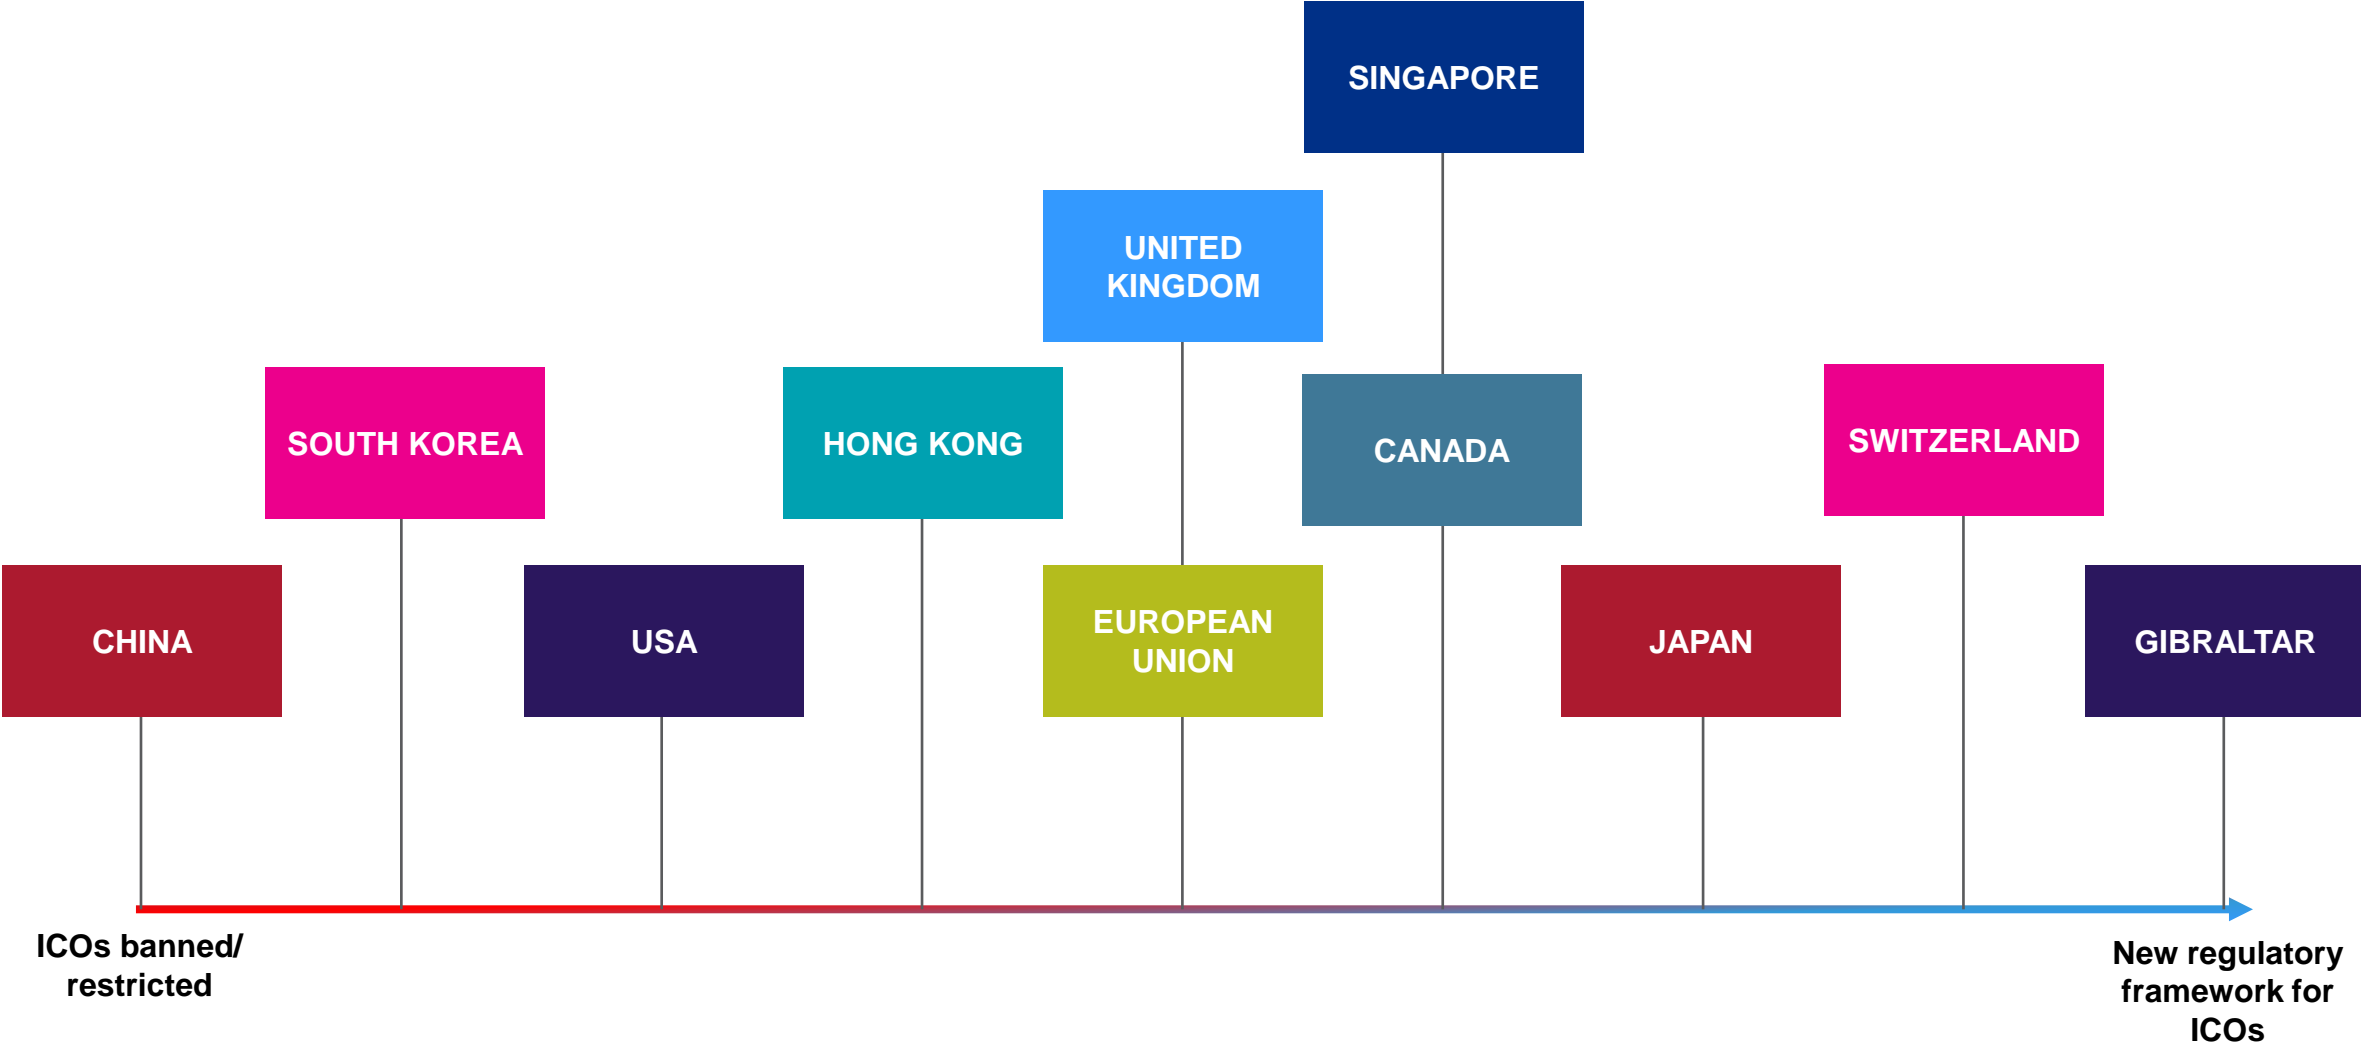 SINGAPORE
UNITED
KINGDOM
SOUTH KOREA
HONG KONG
CANADA
SWITZERLAND
CHINA
USA
EUROPEAN
UNION
JAPAN
GIBRALTAR
ICOs banned/
restricted
New regulatory
framework for
ICOs